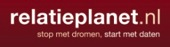 relatieplanet.nl
stop met dromen, start met daten